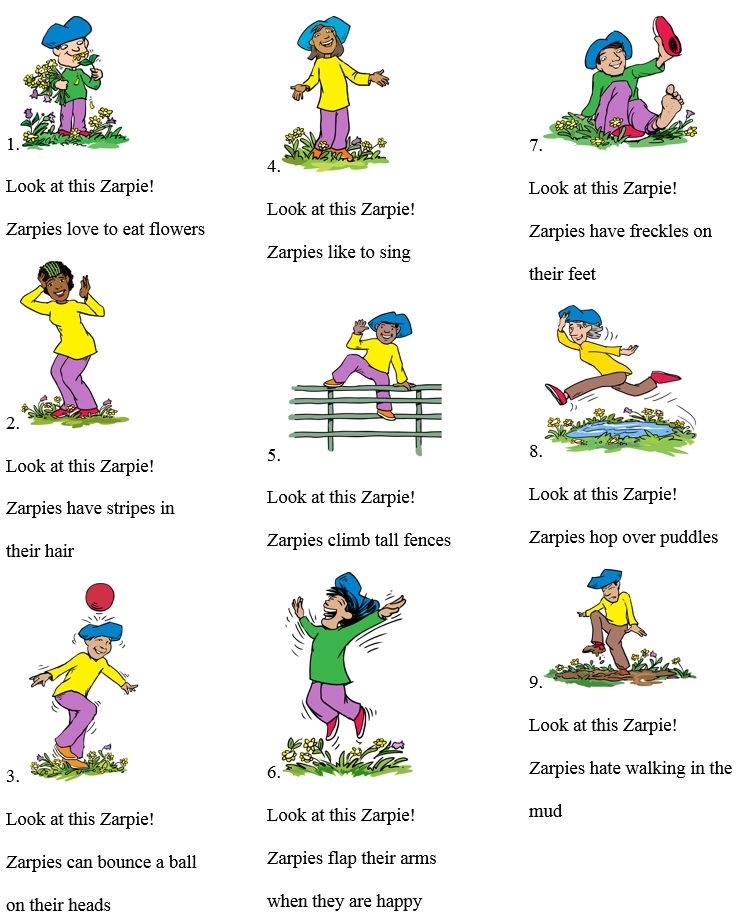 1.
Look at this Zarpie!
Zarpies love to eat flowers
2.
Look at this Zarpie!
Zarpies have stripes in
their hair
3.
Look at this Zarpie!
Zarpies can bounce a ball
on their heads
4.
Look at this Zarpie!
Zarpies like to sing
5.
Look at this Zarpie!
Zarpies climb tall fences
6.
Look at this Zarpie!
Zarpies flap their arms
when they are happy
7.
Look at this Zarpie!
Zarpies have freckles on
their feet
8.
Look at this Zarpie!
Zarpies hop over puddles
9.
Look at this Zarpie!
Zarpies hate walking in the
mud